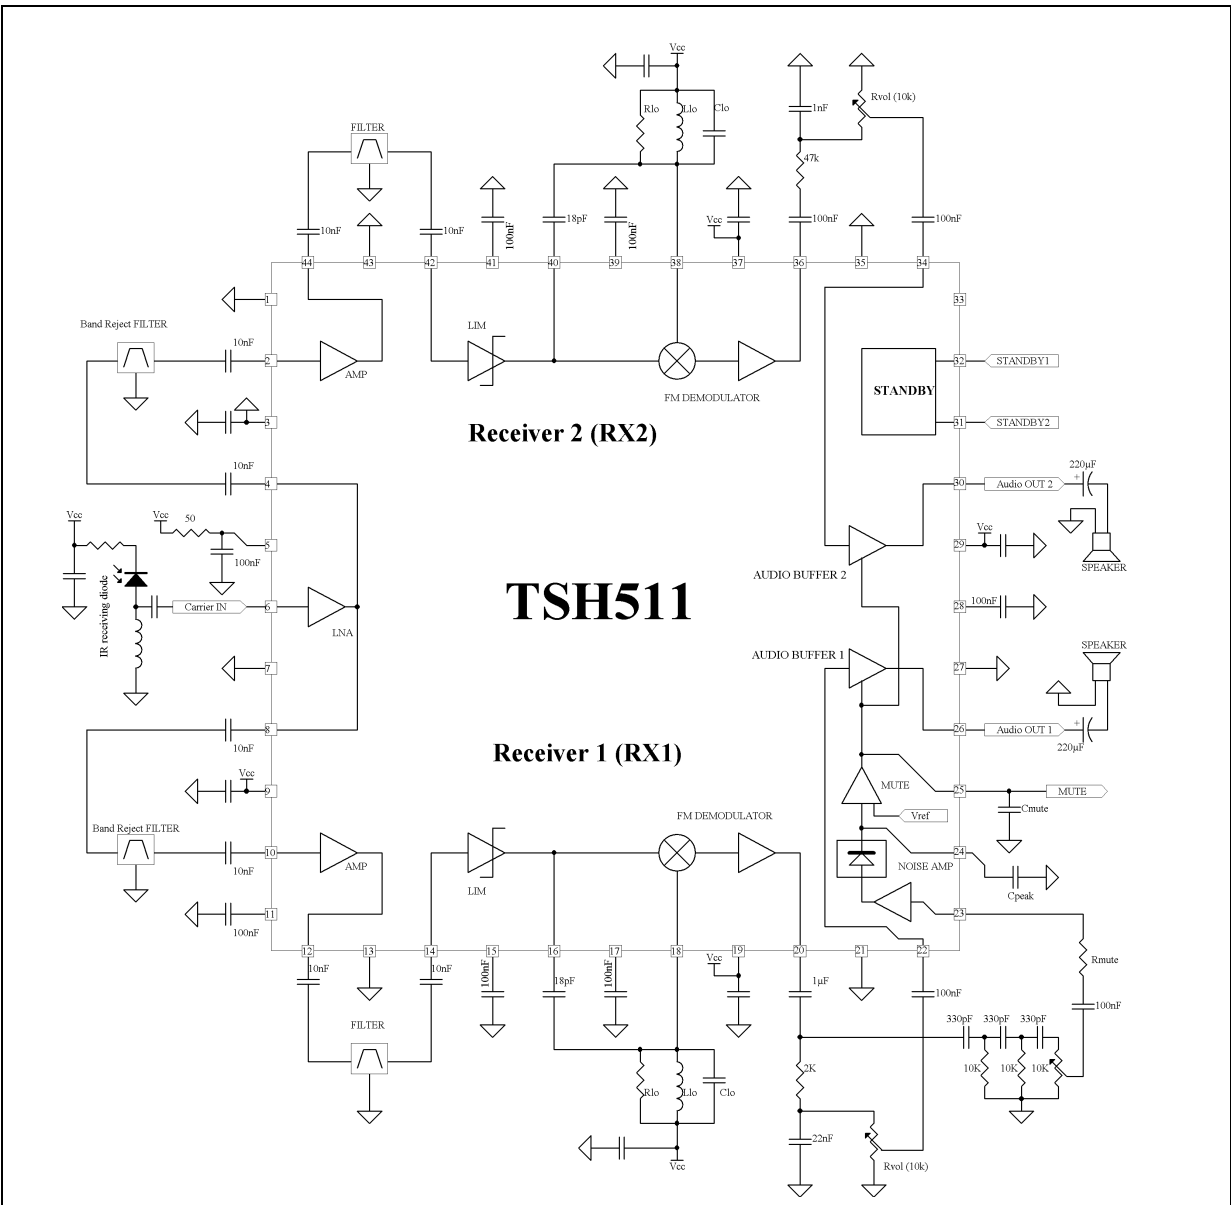 Vcc
Rlo
Llo
Clo
1nF
Rvol (10k)
FILTER
47k
10nF
10nF
100nF
18pF
100nF
Vcc
100nF
100nF
44
43
42
41
40
39
38
37
36
35
34
1
33
Band Reject FILTER
10nF
LIM
2
AMP
FM DEMODULATOR
32
STANDBY1
STANDBY
3
Receiver 2 (RX2)
31
STANDBY2
10nF
220µF
4
30
Audio OUT 2
+
Vcc
Vcc
50
5
100nF
29
Vcc
AUDIO BUFFER 2
SPEAKER
IR receiving diode
Carrier IN
6
LNA
TSH511
28
100nF
7
AUDIO BUFFER 1
27
SPEAKER
8
10nF
Receiver 1 (RX1)
26
Audio OUT 1
+
220µF
Vcc
9
MUTE
25
MUTE
Cmute
Vref
Band Reject FILTER
FM DEMODULATOR
10
10nF
AMP
LIM
NOISE AMP
24
Cpeak
11
100nF
23
12
13
14
15
16
17
18
19
20
21
22
10nF
10nF
100nF
18pF
100nF
Vcc
1µF
100nF
Rmute
100nF
FILTER
330pF
330pF
330pF
10K
10K
10K
Rlo
Llo
Clo
2K
22nF
Rvol (10k)
Vcc